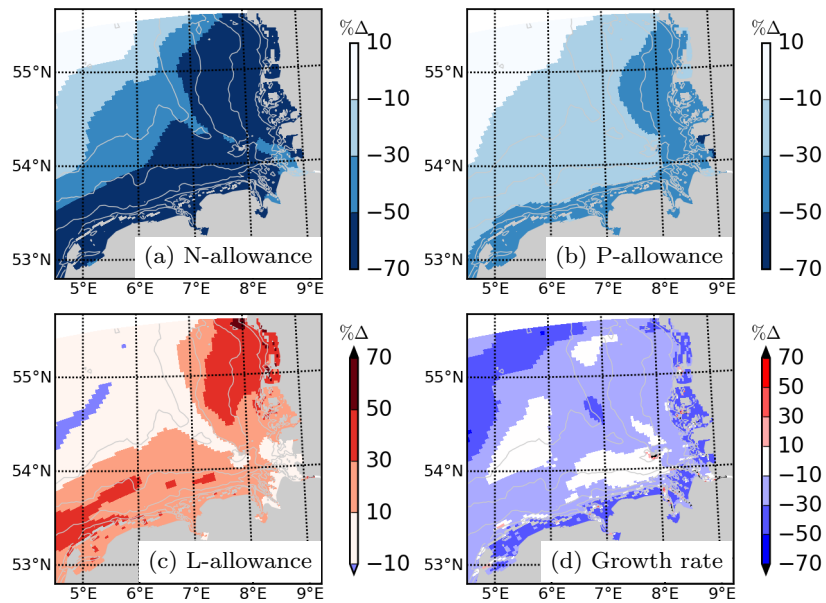 %Δ
10
−10
−30
−50
−70
55°N
54°N
53°N
5°E
6°E
7°E
8°E
9°E
(a) N-allowance
%Δ
10
−10
−30
−50
−70
55°N
54°N
53°N
5°E
6°E
7°E
8°E
9°E
(b) P-allowance
%Δ
70
50
30
10
−10
55°N
54°N
53°N
5°E
6°E
7°E
8°E
9°E
(c) L-allowance
%Δ
70
50
30
10
−10
−30
−50
−70
55°N
54°N
53°N
5°E
6°E
7°E
8°E
9°E
(d) Growth rate